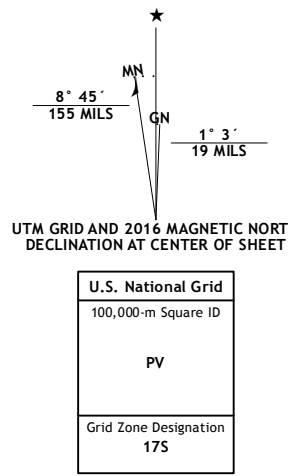 ★
MN
GN
8° 45´
155 MILS
1° 3´
19 MILS
UTM GRID AND 2016 MAGNETIC NORT
DECLINATION AT CENTER OF SHEET
U.S. National Grid
100,000-m Square ID
PV
Grid Zone Designation
17S